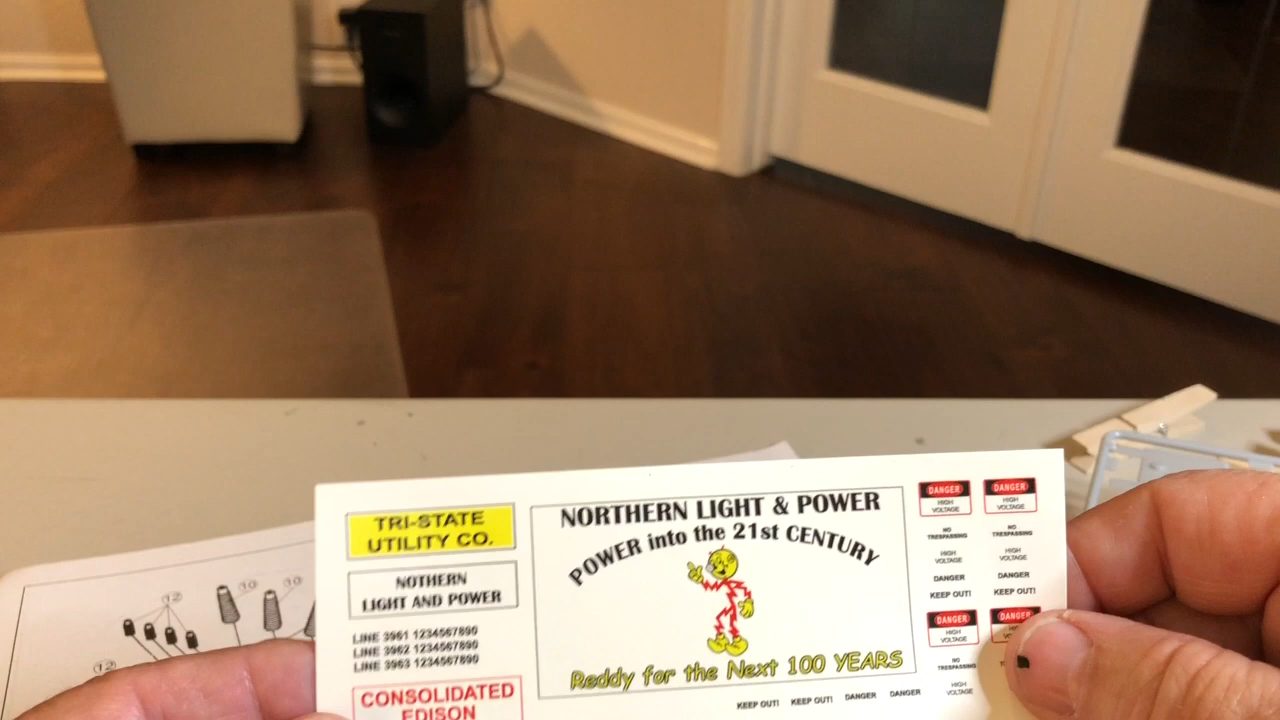 TRI-STATE
UTILITY CO.
NOTHERN
LIGHT AND POWER
LINE 3961 1234567890
LINE 3962 1234567890
LINE 3963 1234567890
CONSOLIDATED
EDISON
NORTHERN LIGHT & POWER
POWER into the 21st CENTURY
Reddy for the Next 100 YEARS
KEEP OUT! KEEP OUT! DANGER DANGER
DANGER
HIGH
VOLTAGE
DANGER
HIGH
VOLTAGE
NO
TRESPASSING
NO
TRESPASSING
HIGH
VOLTAGE
HIGH
VOLTAGE
DANGER
KEEP OUT!
DANGER
KEEP OUT!
DANGER
HIGH
VOLTAGE
DANGER
NO
TRESPASSING
HIGH
VOLTAGE
12
10
10
12